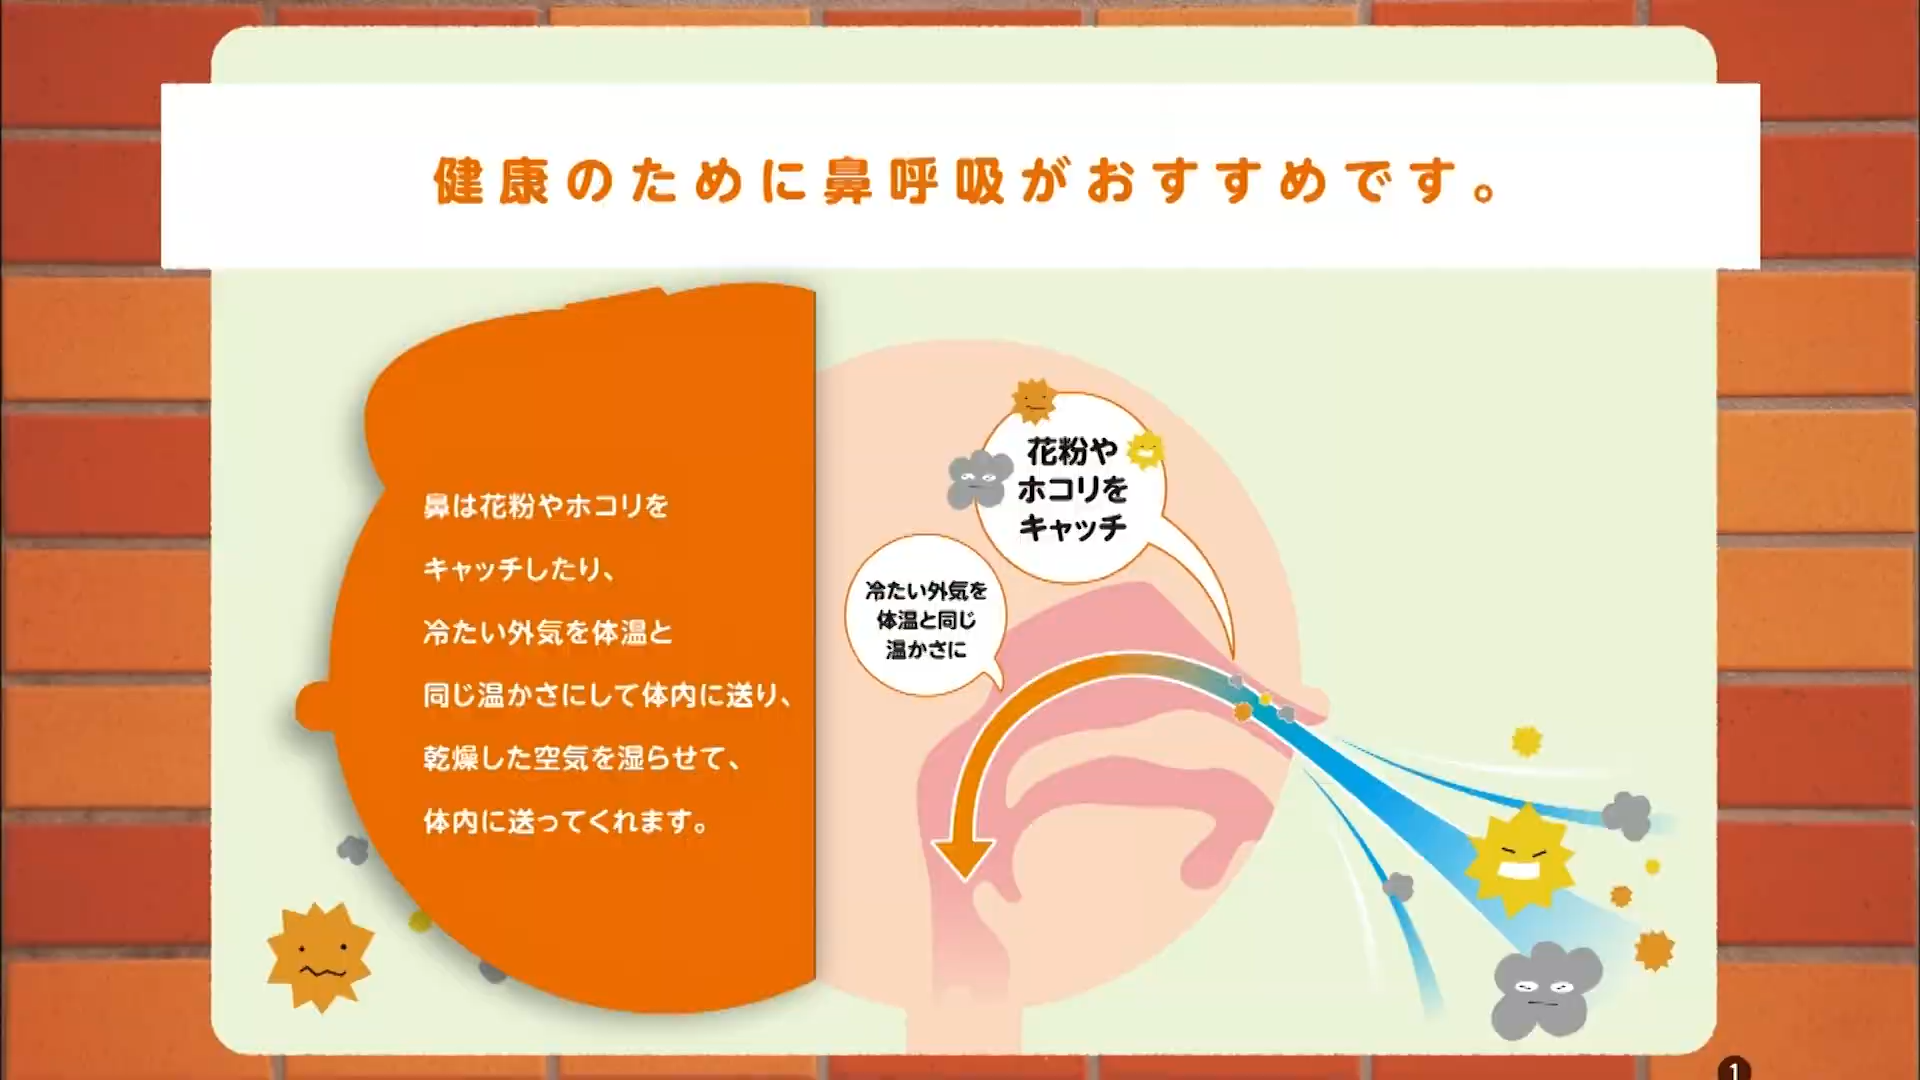 健康のために鼻呼吸がおすすめです。
鼻は花粉やホコリを
キャッチしたり、
冷たい外気を体温と
同じ温かさにして体内に送り、
乾燥した空気を湿らせて、
体内に送ってくれます。
花粉や
ホコリを
キャッチ
冷たい外気を
体温と同じ
温かさに
1